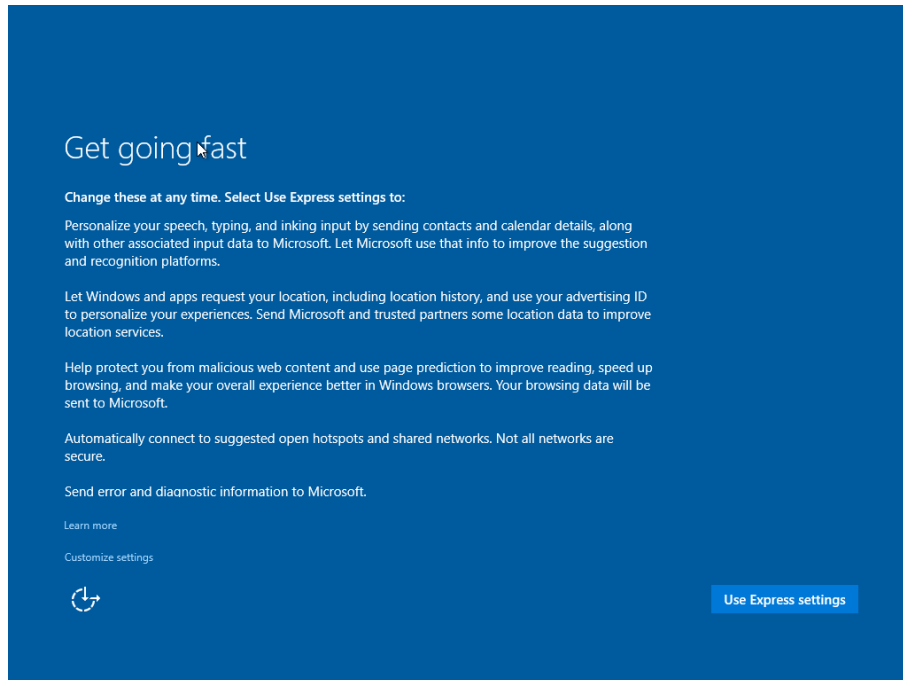 Get going fast
Change these at any time. Select Use Express settings to:
Personalize your speech, typing, and inking input by sending contacts and calendar details, along
with other associated input data to Microsoft. Let Microsoft use that info to improve the suggestion
and recognition platforms.
Let Windows and apps request your location, including location history, and use your advertising ID
to personalize your experiences. Send Microsoft and trusted partners some location data to improve
location services.
Help protect you from malicious web content and use page prediction to improve reading, speed up
browsing, and make your overall experience better in Windows browsers. Your browsing data will be
sent to Microsoft.
Automatically connect to suggested open hotspots and shared networks. Not all networks are
secure.
Send error and diagnostic information to Microsoft.
Learn more
Customize settings
Use Express settings